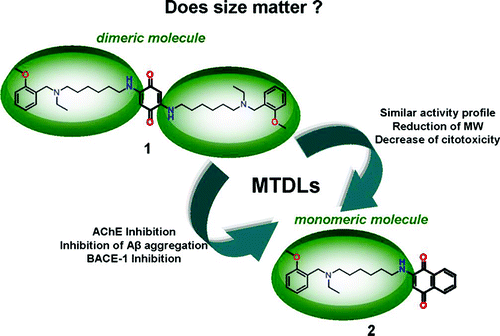 Does size matter ?
dimeric molecule
O
N
H
N
O
O
N
H
N
O
1
Similar activity profile
Reduction of MW
Decrease of citotoxicity
MTDLs
AChE Inhibition
Inhibition of Aβ aggregation
BACE-1 Inhibition
monomeric molecule
O
N
H
N
O
O
2